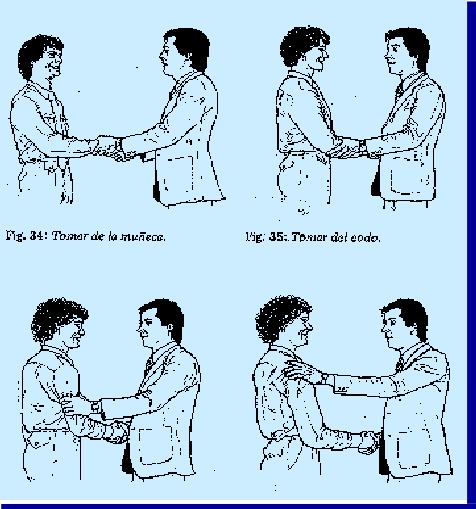 Fig. 34: Tomar de la muñeca.
Fig. 35: Tomar del codo.